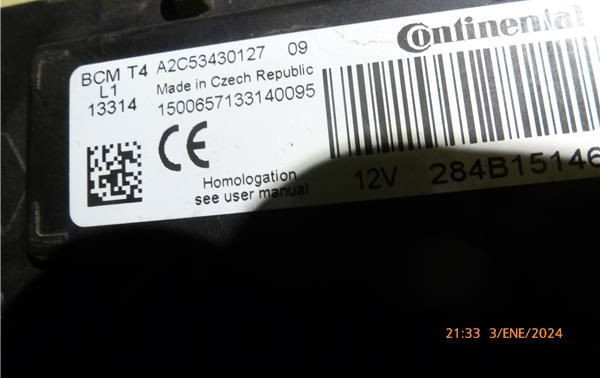 Continental
BCM T4 A2C53430127 09
L1 Made in Czech Republic
13314 1500657133140095
CE
Homologation
see user manual
12V 284B15146
21:33 3/ENE/2024